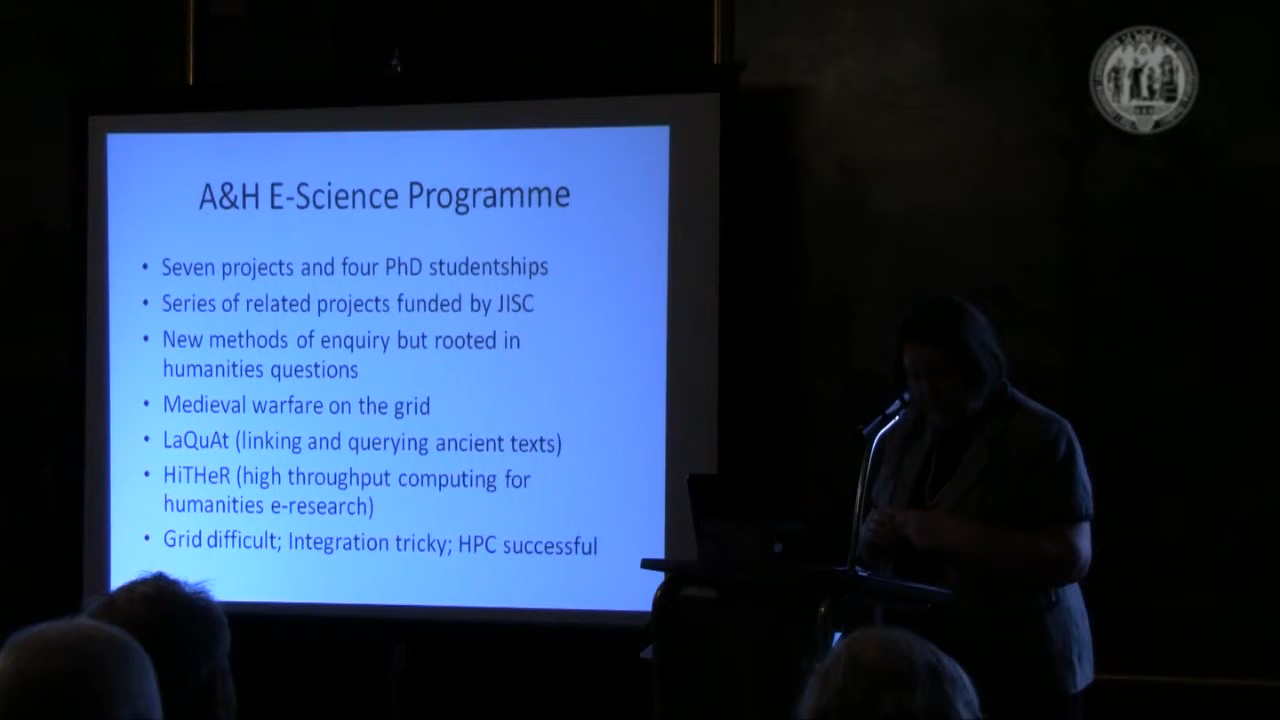 A&H E-Science Programme
• Seven projects and four PhD studentships
• Series of related projects funded by JISC
• New methods of enquiry but rooted in
humanities questions
• Medieval warfare on the grid
• LaQuAt (linking and querying ancient texts)
• HiTHeR (high throughput computing for
humanities e-research)
• Grid difficult; Integration tricky; HPC successful